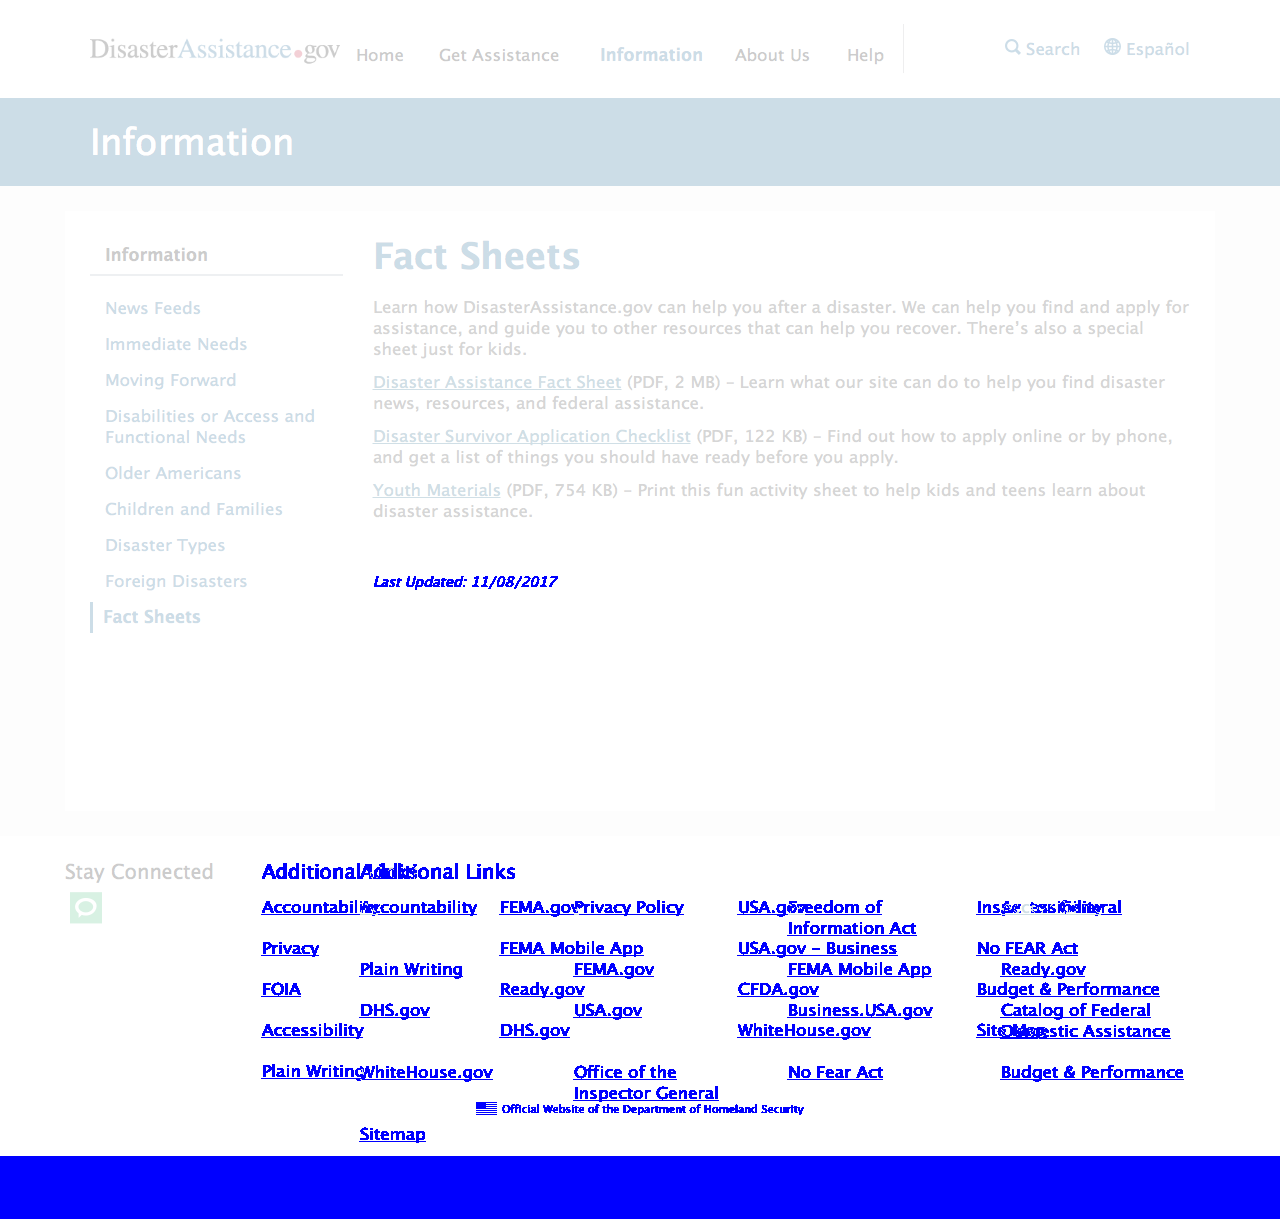 DisasterAssistance.gov Home Get Assistance Information About Us Help Search Español
Information
Information
News Feeds
Immediate Needs
Moving Forward
Disabilities or Access and
Functional Needs
Older Americans
Children and Families
Disaster Types
Foreign Disasters
Fact Sheets
Fact Sheets
Learn how DisasterAssistance.gov can help you after a disaster. We can help you find and apply for
assistance, and guide you to other resources that can help you recover. There's also a special
sheet just for kids.
Disaster Assistance Fact Sheet (PDF, 2 MB) – Learn what our site can do to help you find disaster
news, resources, and federal assistance.
Disaster Survivor Application Checklist (PDF, 122 KB) – Find out how to apply online or by phone,
and get a list of things you should have ready before you apply.
Youth Materials (PDF, 754 KB) – Print this fun activity sheet to help kids and teens learn about
disaster assistance.
Last Updated: 11/08/2017
Stay Connected
Additional Additional Links
Accountability Accountability FEMA.gov Privacy Policy USA.gov Freedom of
Information Act
Privacy FEMA Mobile App USA.gov – Business No FEAR Act
Plain Writing FEMA.gov FEMA Mobile App Ready.gov
FOIA Ready.gov CFDA.gov Budget & Performance
DHS.gov USA.gov Business.USA.gov Catalog of Federal
Accessibility DHS.gov WhiteHouse.gov Site Map Domestic Assistance
Plain Writing WhiteHouse.gov Office of the No Fear Act Budget & Performance
Inspector General
Official Website of the Department of Homeland Security
Sitemap